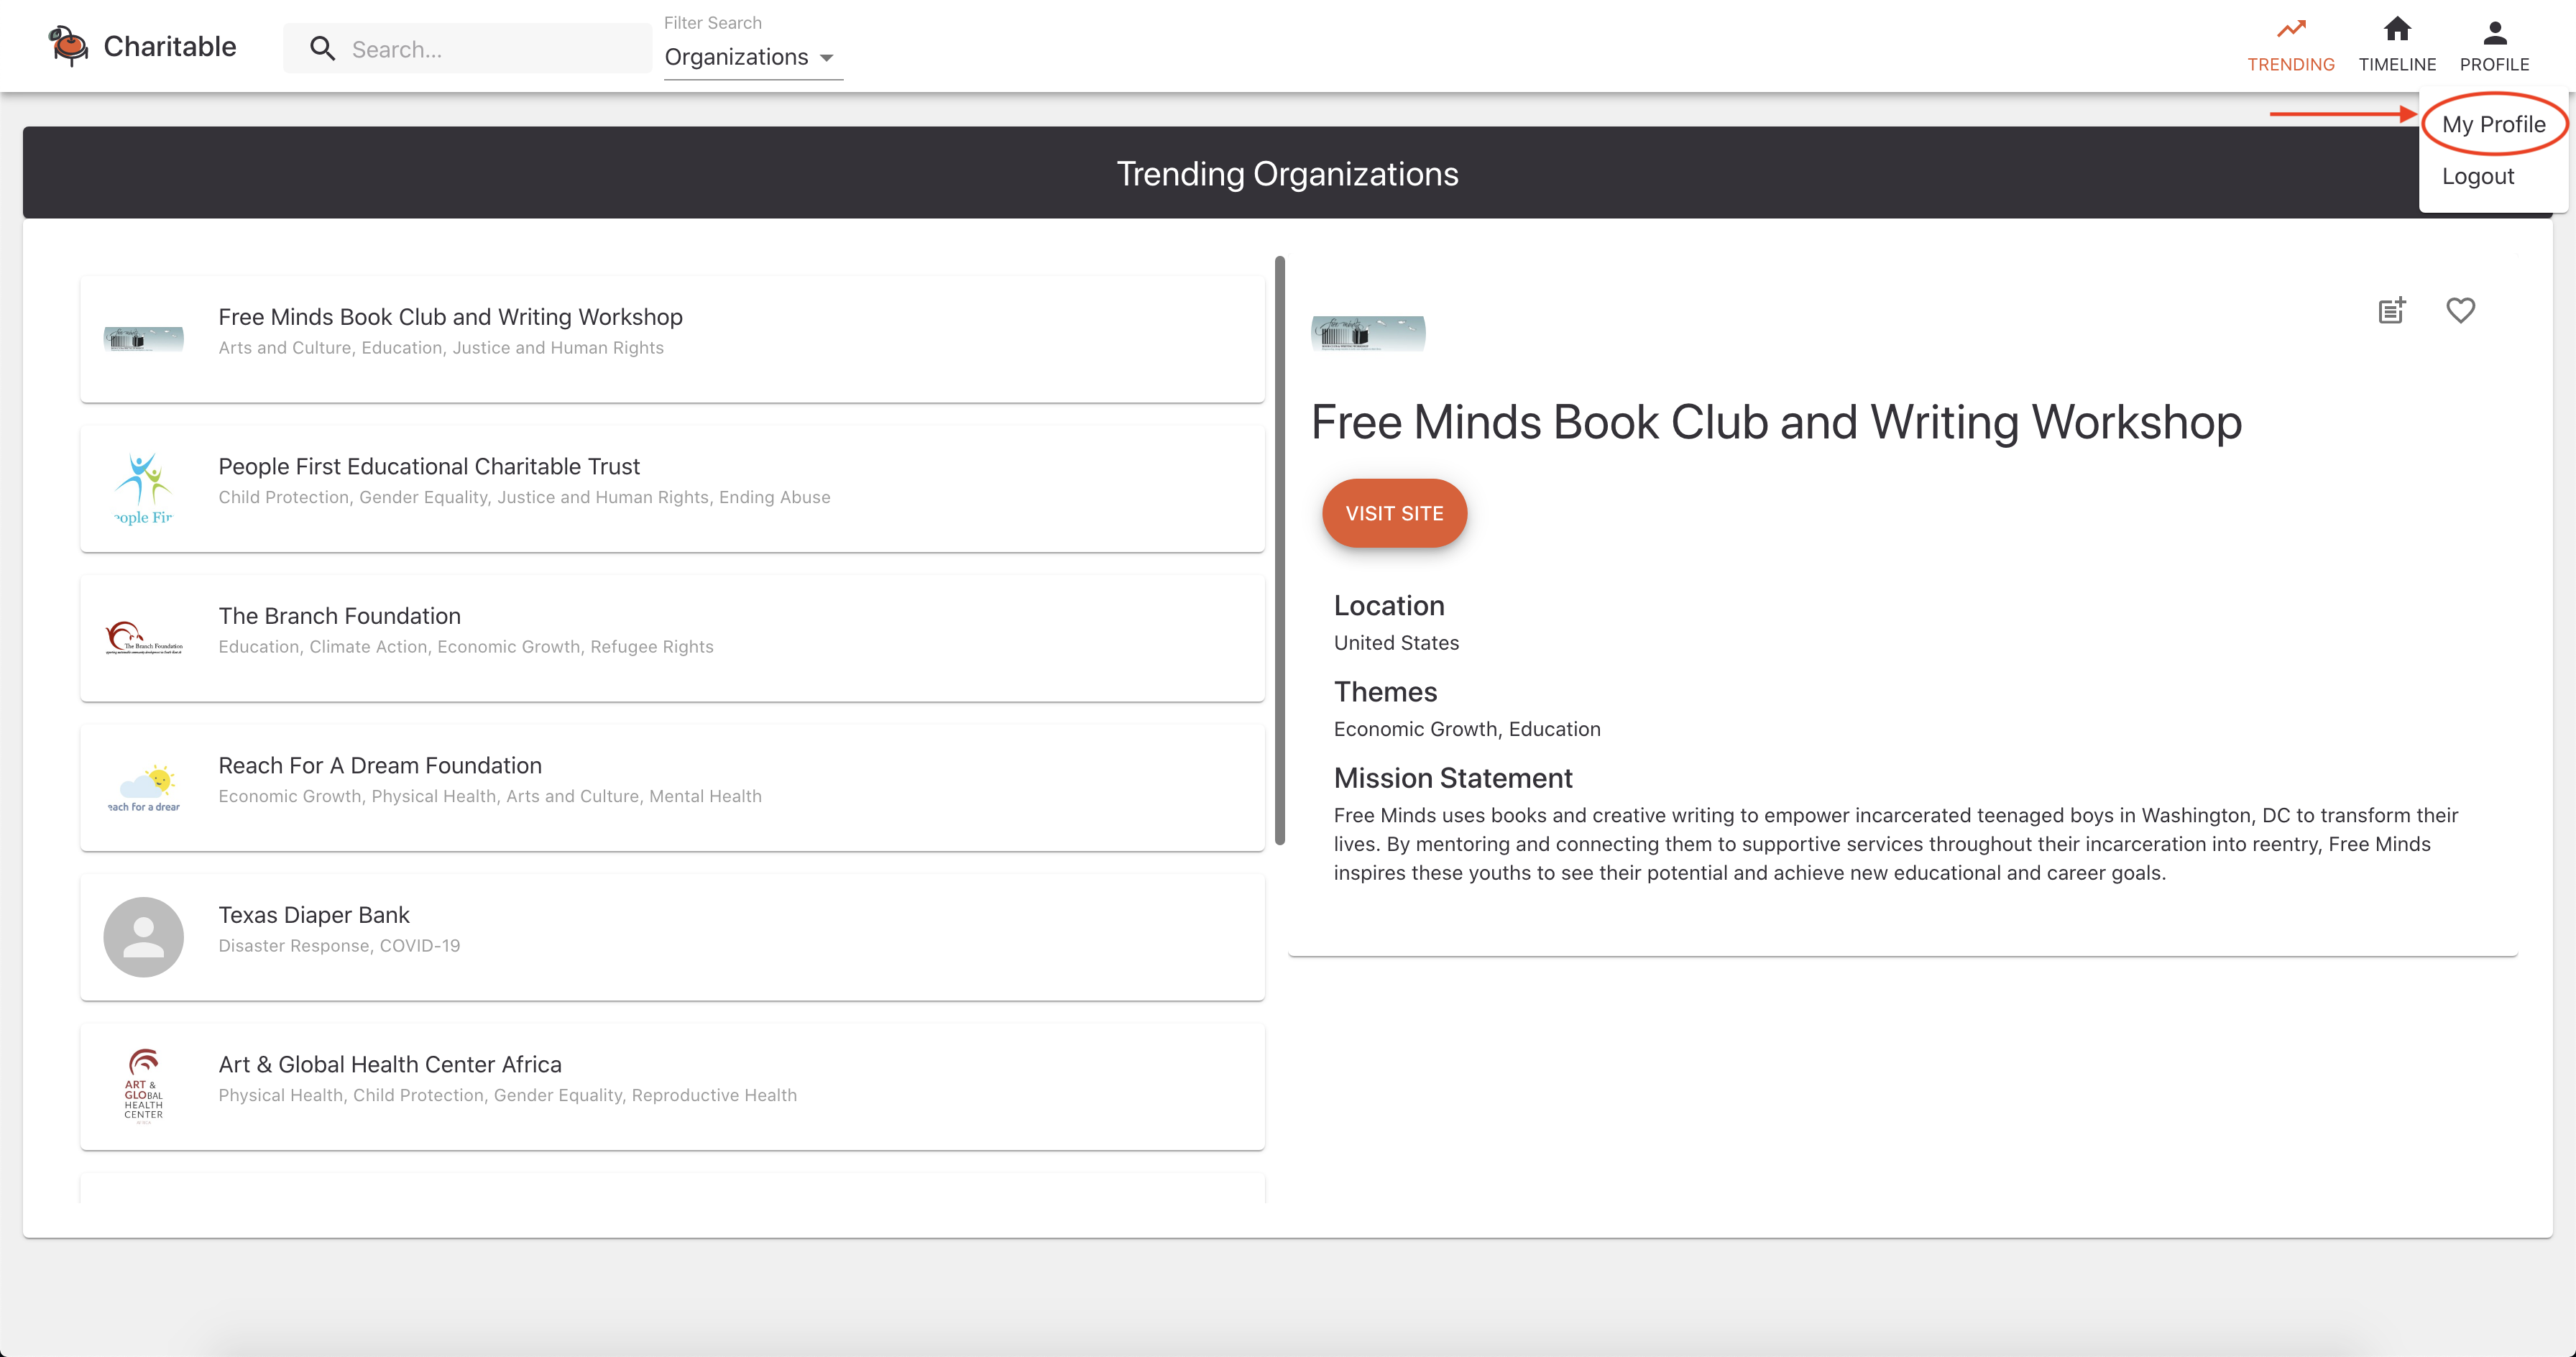 Charitable
Search...
Filter Search
Organizations
TRENDING
TIMELINE
PROFILE
My Profile
Logout
Trending Organizations
Free Minds Book Club and Writing Workshop
Arts and Culture, Education, Justice and Human Rights
eople Fir
People First Educational Charitable Trust
Child Protection, Gender Equality, Justice and Human Rights, Ending Abuse
The Branch Foundation
The Branch Foundation
Education, Climate Action, Economic Growth, Refugee Rights
each for a drear
Reach For A Dream Foundation
Economic Growth, Physical Health, Arts and Culture, Mental Health
Texas Diaper Bank
Disaster Response, COVID-19
ART &
GLOBAL
HEALTH
CENTER
Art & Global Health Center Africa
Physical Health, Child Protection, Gender Equality, Reproductive Health
free minds
Free Minds Book Club and Writing Workshop
VISIT SITE
Location
United States
Themes
Economic Growth, Education
Mission Statement
Free Minds uses books and creative writing to empower incarcerated teenaged boys in Washington, DC to transform their
lives. By mentoring and connecting them to supportive services throughout their incarceration into reentry, Free Minds
inspires these youths to see their potential and achieve new educational and career goals.